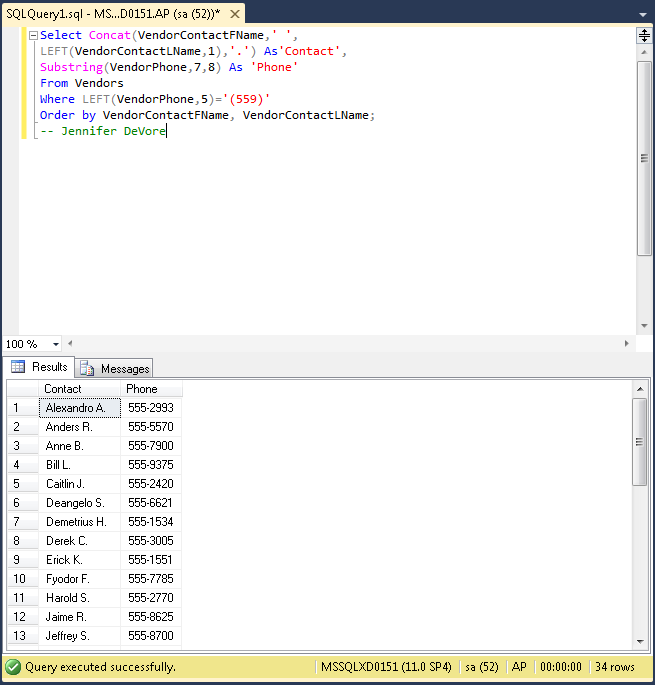 SQLQuery1.sql - MS...D0151.AP (sa (52))*
Select Concat(VendorContactFName,' ',
LEFT(VendorContactLName,1),'.') As'Contact',
Substring(VendorPhone,7,8) As 'Phone'
From Vendors
Where LEFT(VendorPhone,5)='(559)'
Order by VendorContactFName, VendorContactLName;
-- Jennifer DeVore
100 %
Results Messages
Contact Phone
1 Alexandro A. 555-2993
2 Anders R. 555-5570
3 Anne B. 555-7900
4 Bill L. 555-9375
5 Caitlin J. 555-2420
6 Deangelo S. 555-6621
7 Demetrius H. 555-1534
8 Derek C. 555-3005
9 Erick K. 555-1551
10 Fyodor F. 555-7785
11 Harold S. 555-2770
12 Jaime R. 555-8625
13 Jeffrey S. 555-8700
Query executed successfully. MSSQLXD0151 (11.0 SP4) sa (52) AP 00:00:00 34 rows